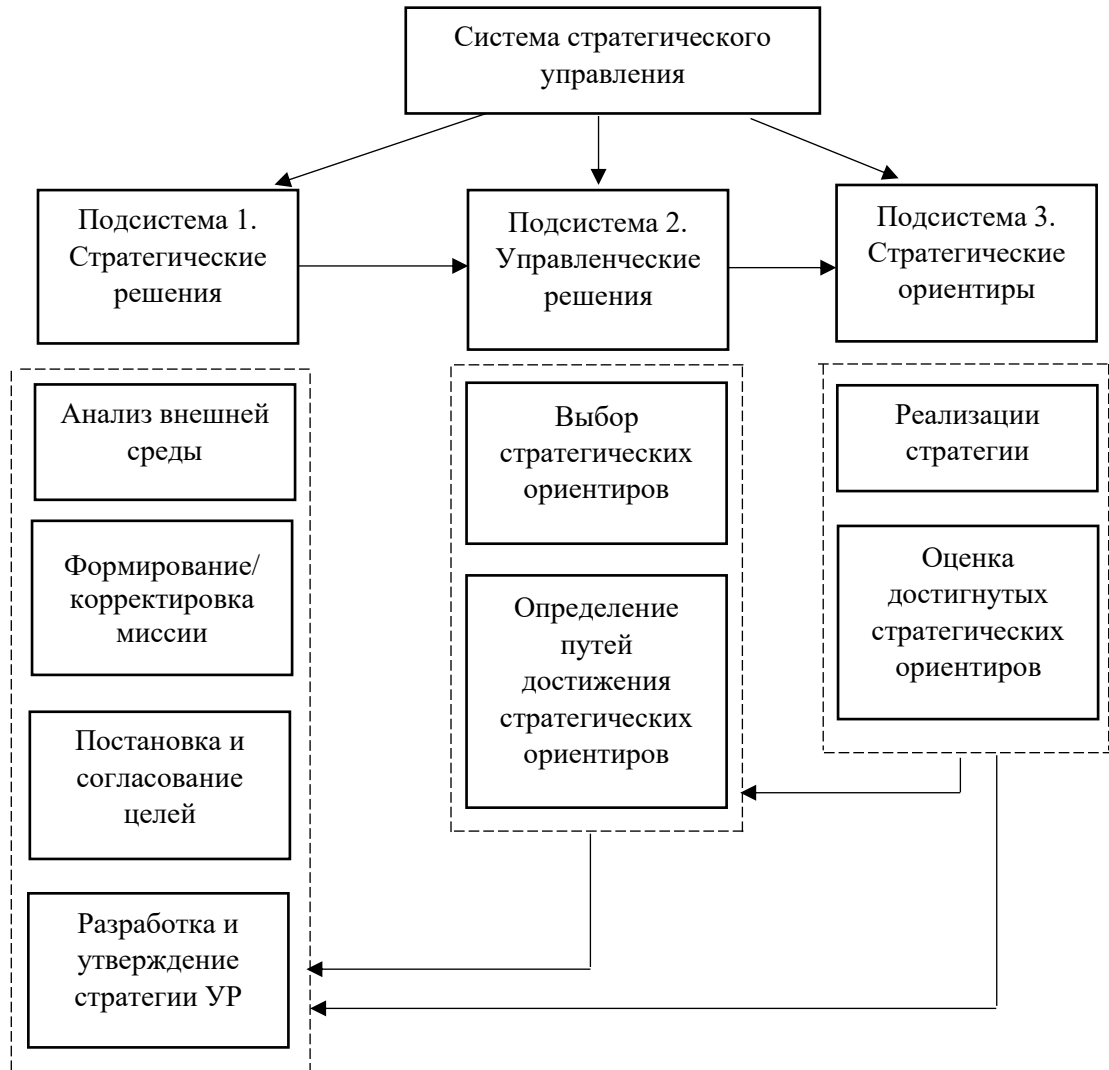 Система стратегического
управления
Подсистема 1.
Стратегические
решения
Подсистема 2.
Управленческие
решения
Подсистема 3.
Стратегические
ориентиры
Анализ внешней
среды
Формирование/
корректировка
миссии
Постановка и
согласование
целей
Разработка и
утверждение
стратегии УР
Выбор
стратегических
ориентиров
Определение
путей
достижения
стратегических
ориентиров
Реализации
стратегии
Оценка
достигнутых
стратегических
ориентиров